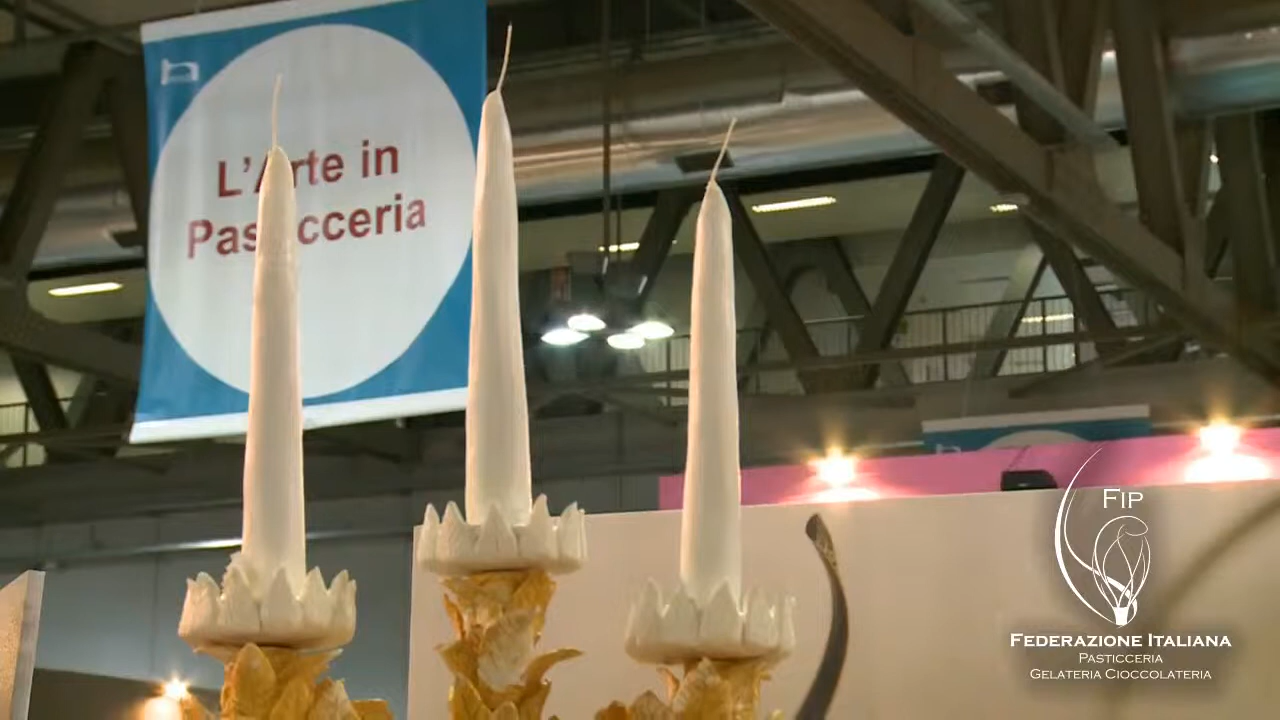 L'Arte in
Pasticceria
FIP
FEDERAZIONE ITALIANA
PASTICCERIA
GELATERIA CIOCCOLATERIA